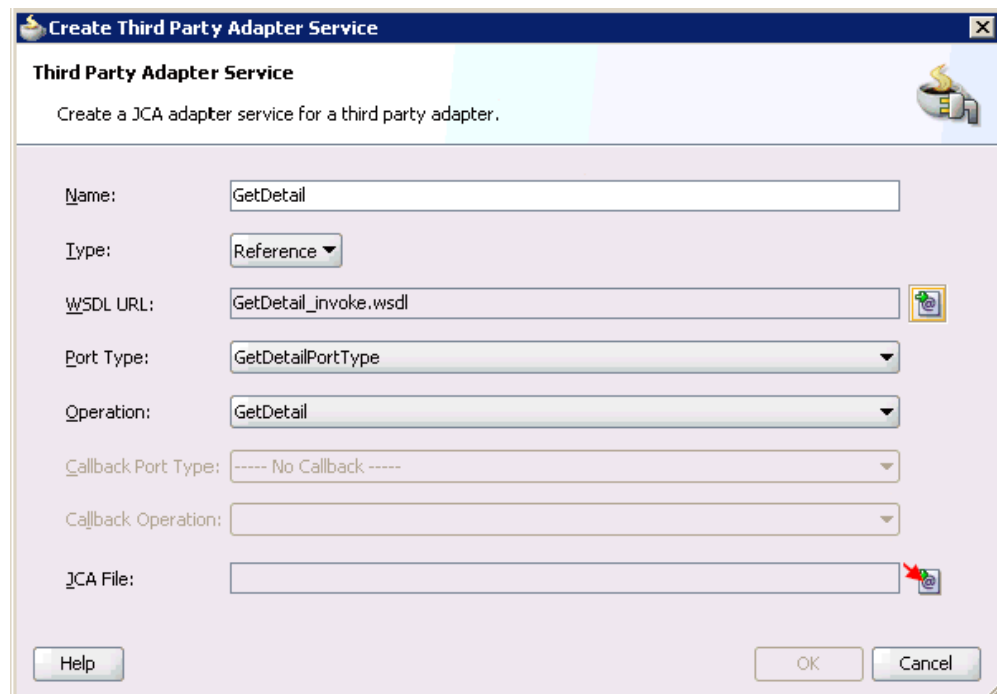 Create Third Party Adapter Service
Third Party Adapter Service
Create a JCA adapter service for a third party adapter.
Name: GetDetail
Type: Reference
WSDL URL: GetDetail_invoke.wsdl
Port Type: GetDetailPortType
Operation: GetDetail
Callback Port Type: ----- No Callback -----
Callback Operation:
JCA File:
Help OK Cancel